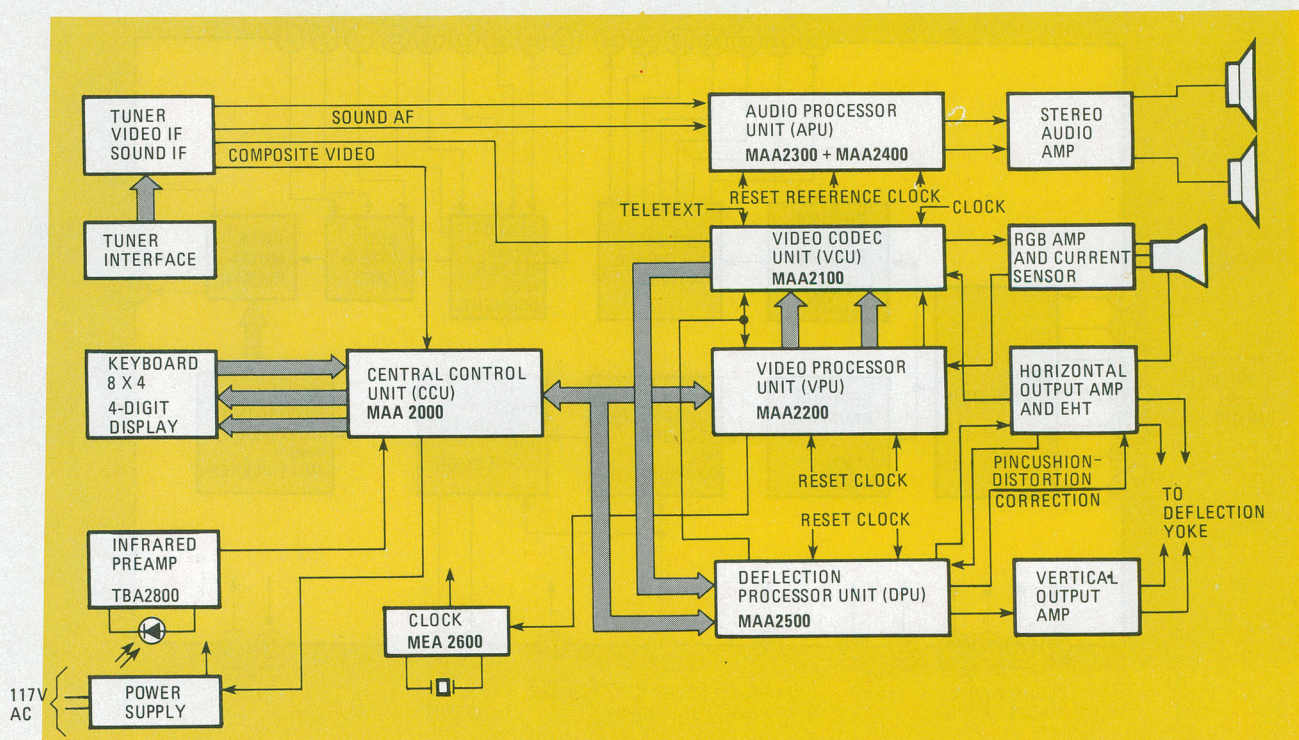 TUNER
VIDEO IF
SOUND IF
SOUND AF
COMPOSITE VIDEO
AUDIO PROCESSOR
UNIT (APU)
MAA2300 + MAA2400
STEREO
AUDIO
AMP
RESET REFERENCE CLOCK
TELETEXT
CLOCK
TUNER
INTERFACE
VIDEO CODEC
UNIT (VCU)
MAA2100
RGB AMP
AND CURRENT
SENSOR
KEYBOARD
8 X 4
4-DIGIT
DISPLAY
CENTRAL CONTROL
UNIT (CCU)
MAA 2000
VIDEO PROCESSOR
UNIT (VPU)
MAA2200
HORIZONTAL
OUTPUT AMP
AND EHT
RESET CLOCK
PINCUSHION-
DISTORTION
CORRECTION
TO
DEFLECTION
YOKE
RESET CLOCK
INFRARED
PREAMP
TBA2800
CLOCK
MEA 2600
DEFLECTION
PROCESSOR UNIT (DPU)
MAA2500
VERTICAL
OUTPUT
AMP
117V
AC
POWER
SUPPLY